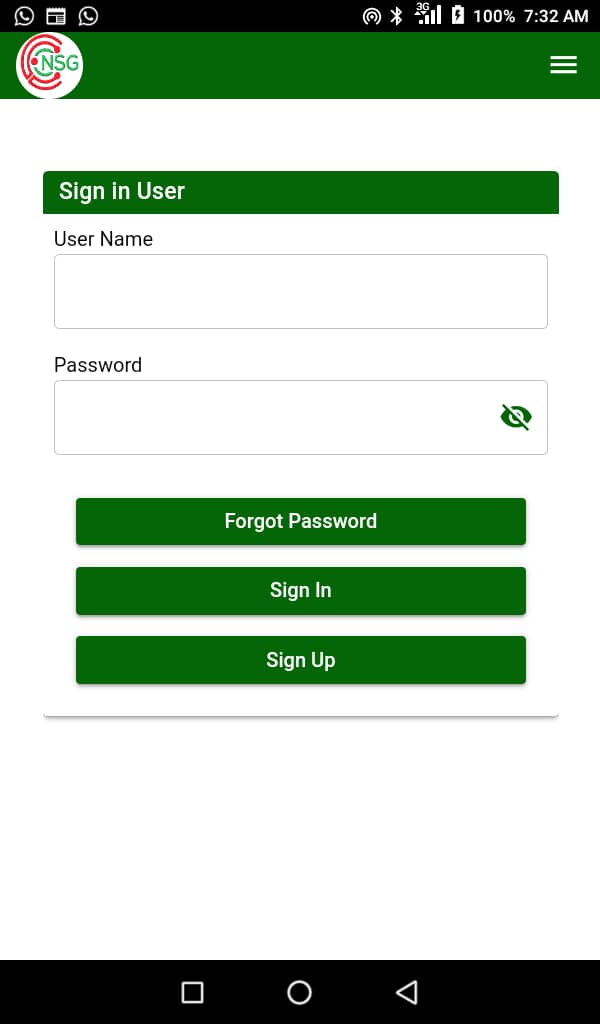 3G
100% 7:32 AM
NSG
Sign in User
User Name
Password
Forgot Password
Sign In
Sign Up